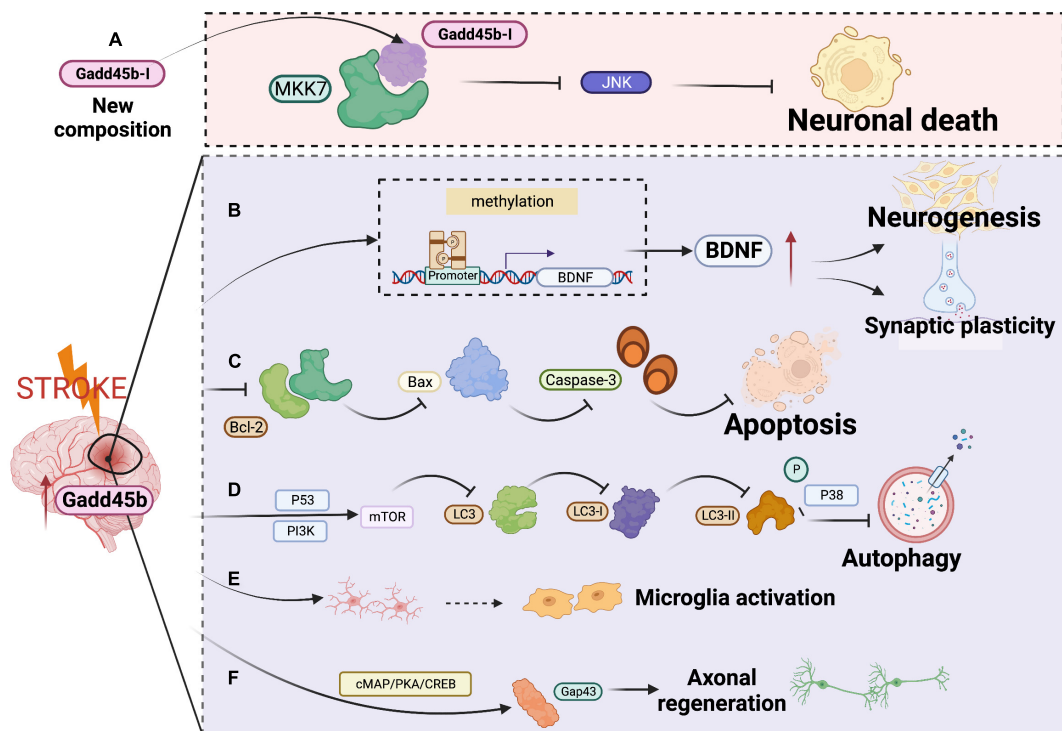 A
Gadd45b-I
New
composition
Gadd45b-I
MKK7
JNK
Neuronal death
B
methylation
P
P
Promoter
BDNF
BDNF
Neurogenesis
Synaptic plasticity
C
Bcl-2
Bax
Caspase-3
Apoptosis
STROKE
Gadd45b
D
P53
PI3K
mTOR
LC3
LC3-I
LC3-II
P
P38
Autophagy
E
Microglia activation
F
cMAP/PKA/CREB
Gap43
Axonal
regeneration